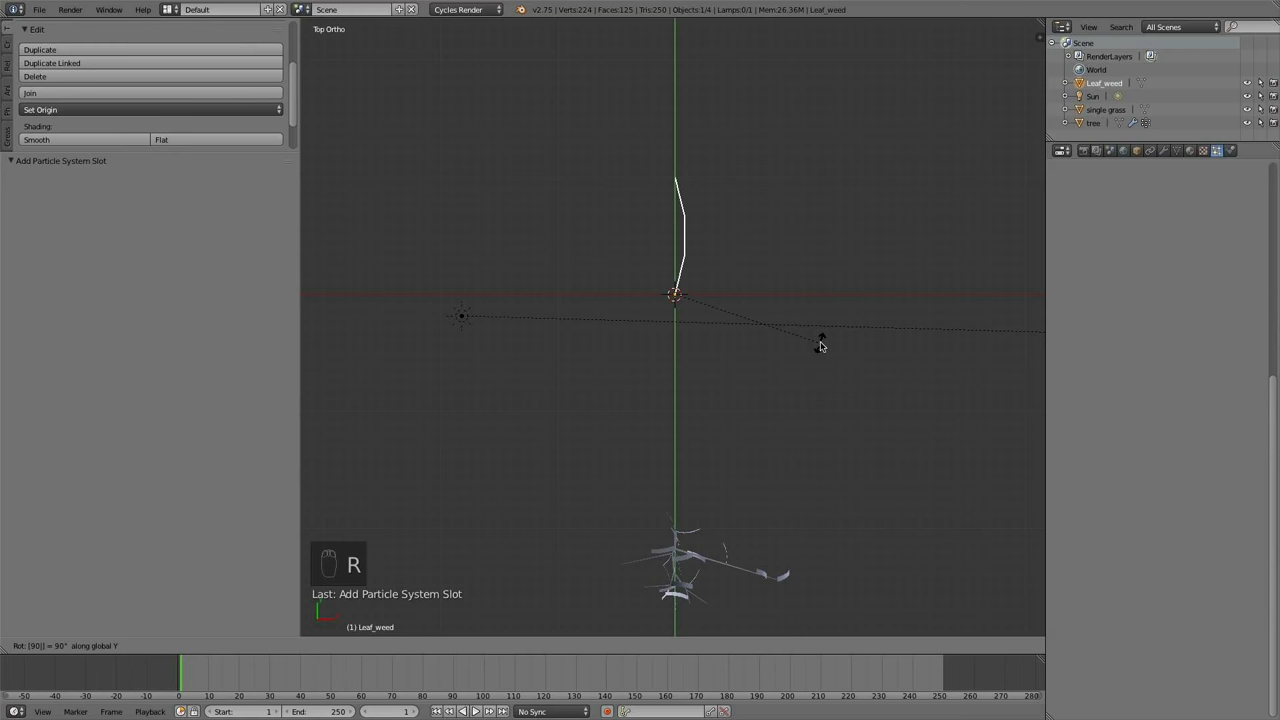 File Render Window Help Default Scene Cycles Render v2.75 | Verts:224 | Faces:125 | Tris:250 | Objects:1/4 | Lamps:0/1 | Mem:26.36M | Leaf_weed
View Search All Scenes
Edit
Top Ortho
Scene
Duplicate
RenderLayers
Duplicate Linked
World
Delete
Leaf_weed
Join
Sun
Set Origin
single grass
Shading:
tree
Smooth Flat
Add Particle System Slot
R
Last: Add Particle System Slot
(1) Leaf_weed
Rot: [90|] = 90° along global Y
-50 -40 -30 -20 -10 0 10 20 30 40 50 60 70 80 90 100 110 120 130 140 150 160 170 180 190 200 210 220 230 240 250 260 270 280
View Marker Frame Playback Start: 1 End: 250 1 No Sync